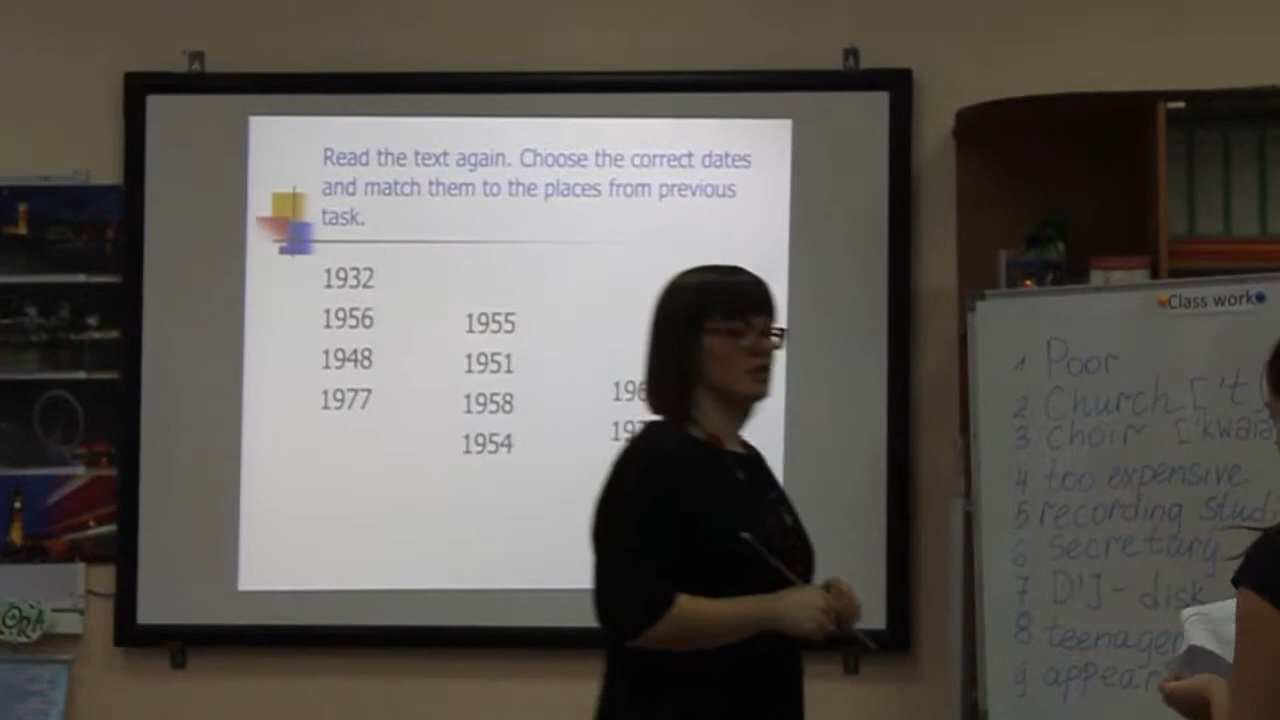 Read the text again. Choose the correct dates
and match them to the places from previous
task.
1932
1956
1948
1977
1955
1951
1958
1954
Class work
1 Poor
2 Church
3 choir
4 too expensive
5 recording
6 secretary
7 DJ - disk
8 teenager
9 appear